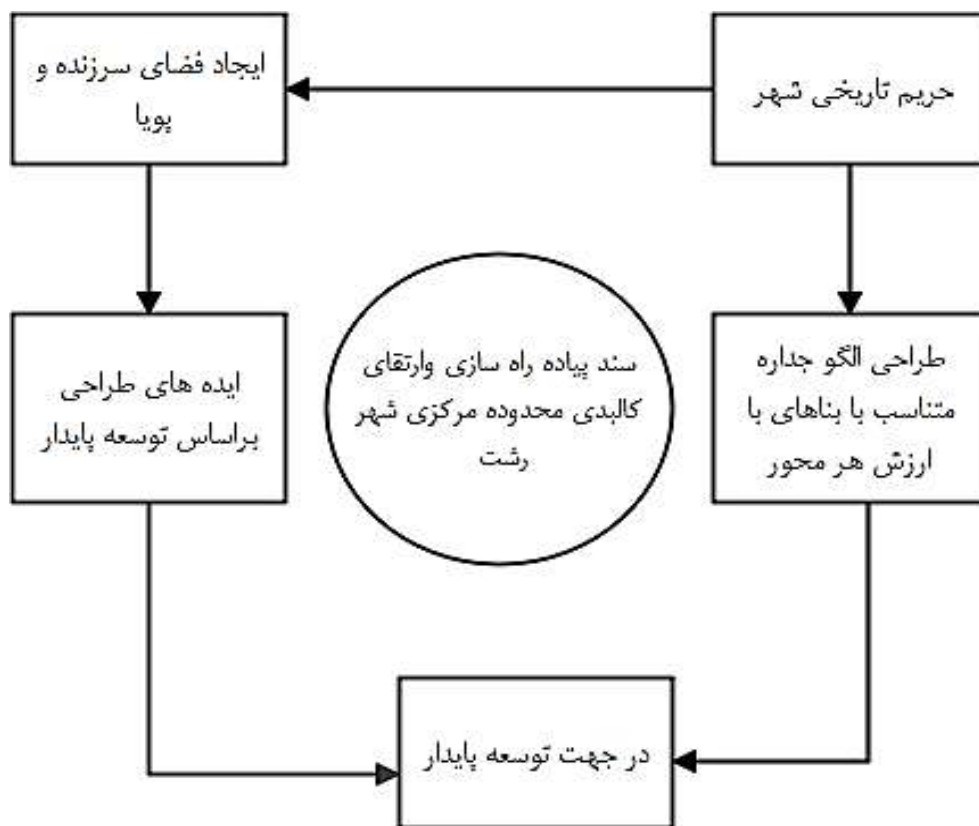 حریم تاریخی شهر
ایجاد فضای سرزنده و
پویا
طراحی الگو جداره
متناسب با بناهای با
ارزش هر محور
سند پیاده راه سازی وارتقای
کالبدی محدوده مرکزی شهر
رشت
ایده های طراحی
براساس توسعه پایدار
در جهت توسعه پایدار